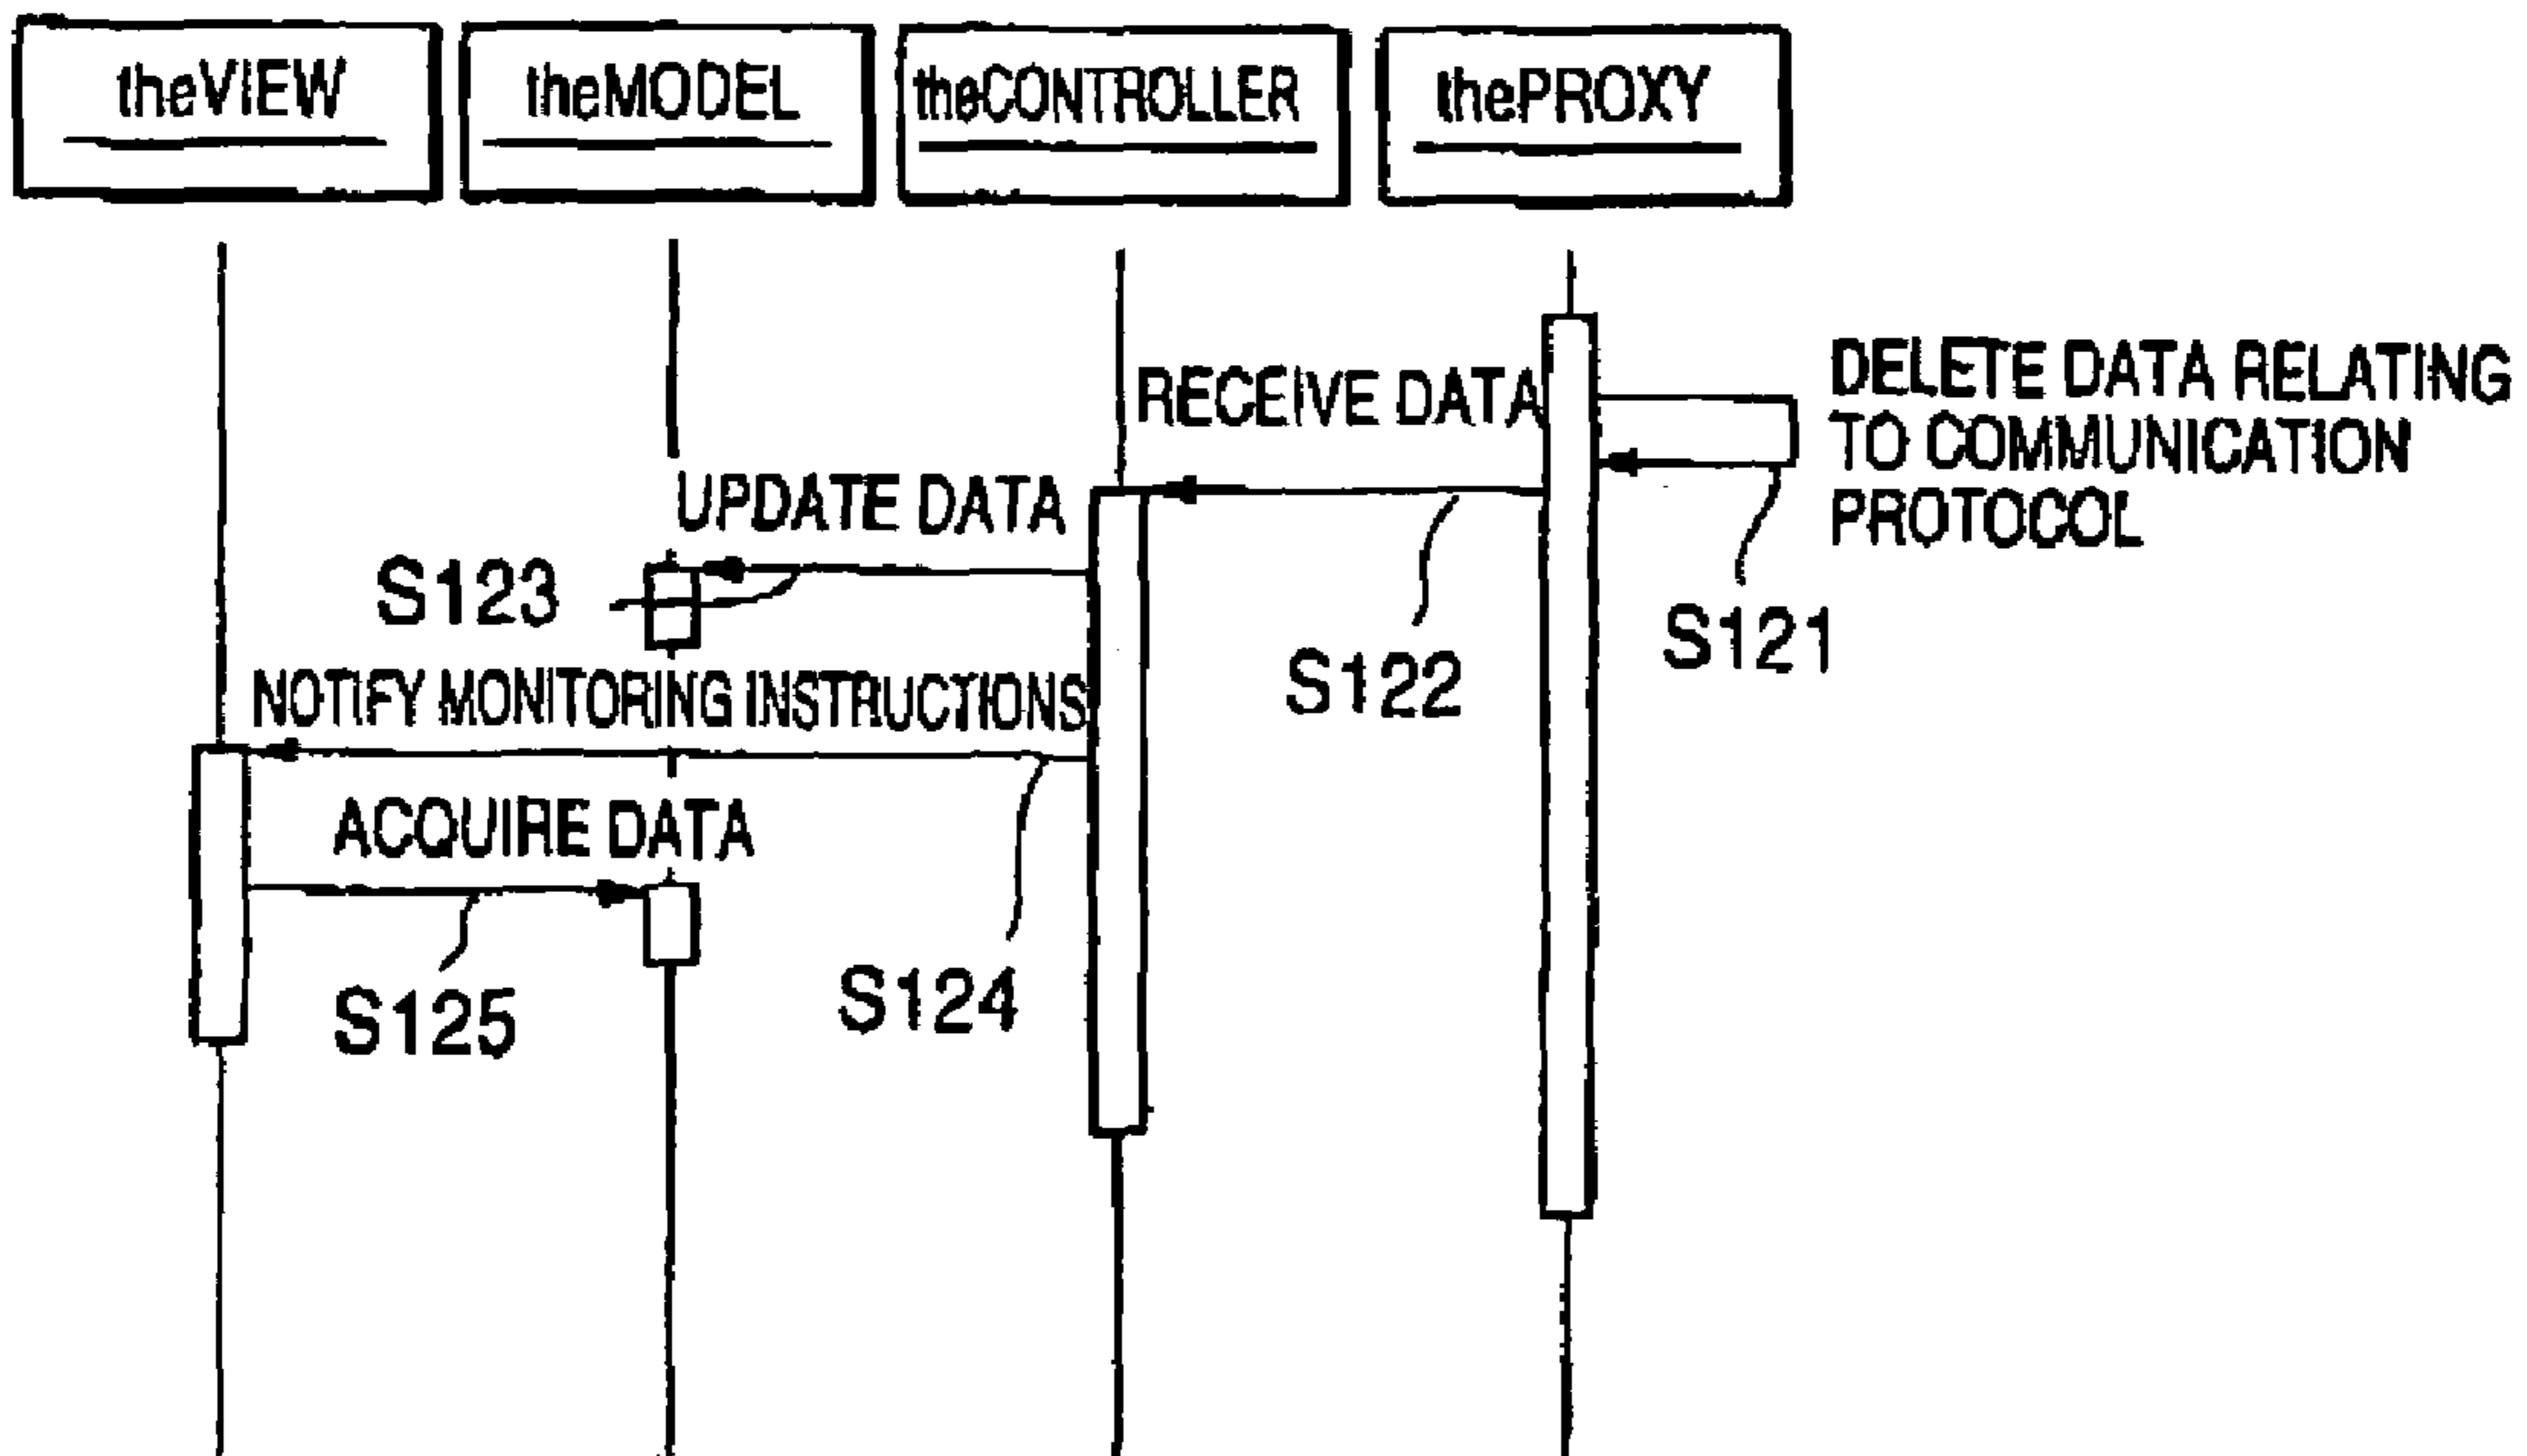 theVIEW
theMODEL
theCONTROLLER
thePROXY
DELETE DATA RELATING
TO COMMUNICATION
PROTOCOL
RECEIVE DATA
UPDATE DATA
S123
S122
S121
NOTIFY MONITORING INSTRUCTIONS
ACQUIRE DATA
S125
S124